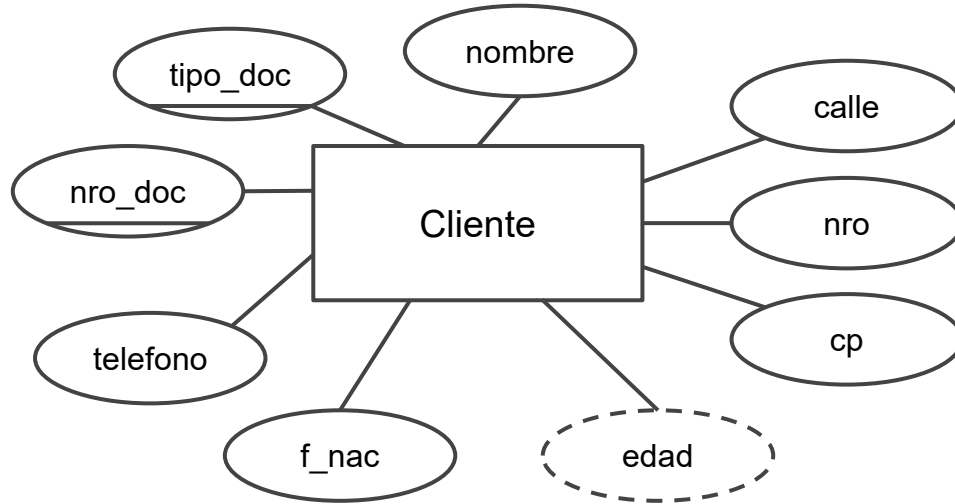 nombre
tipo_doc
calle
nro_doc
Cliente
nro
telefono
cp
f_nac
edad